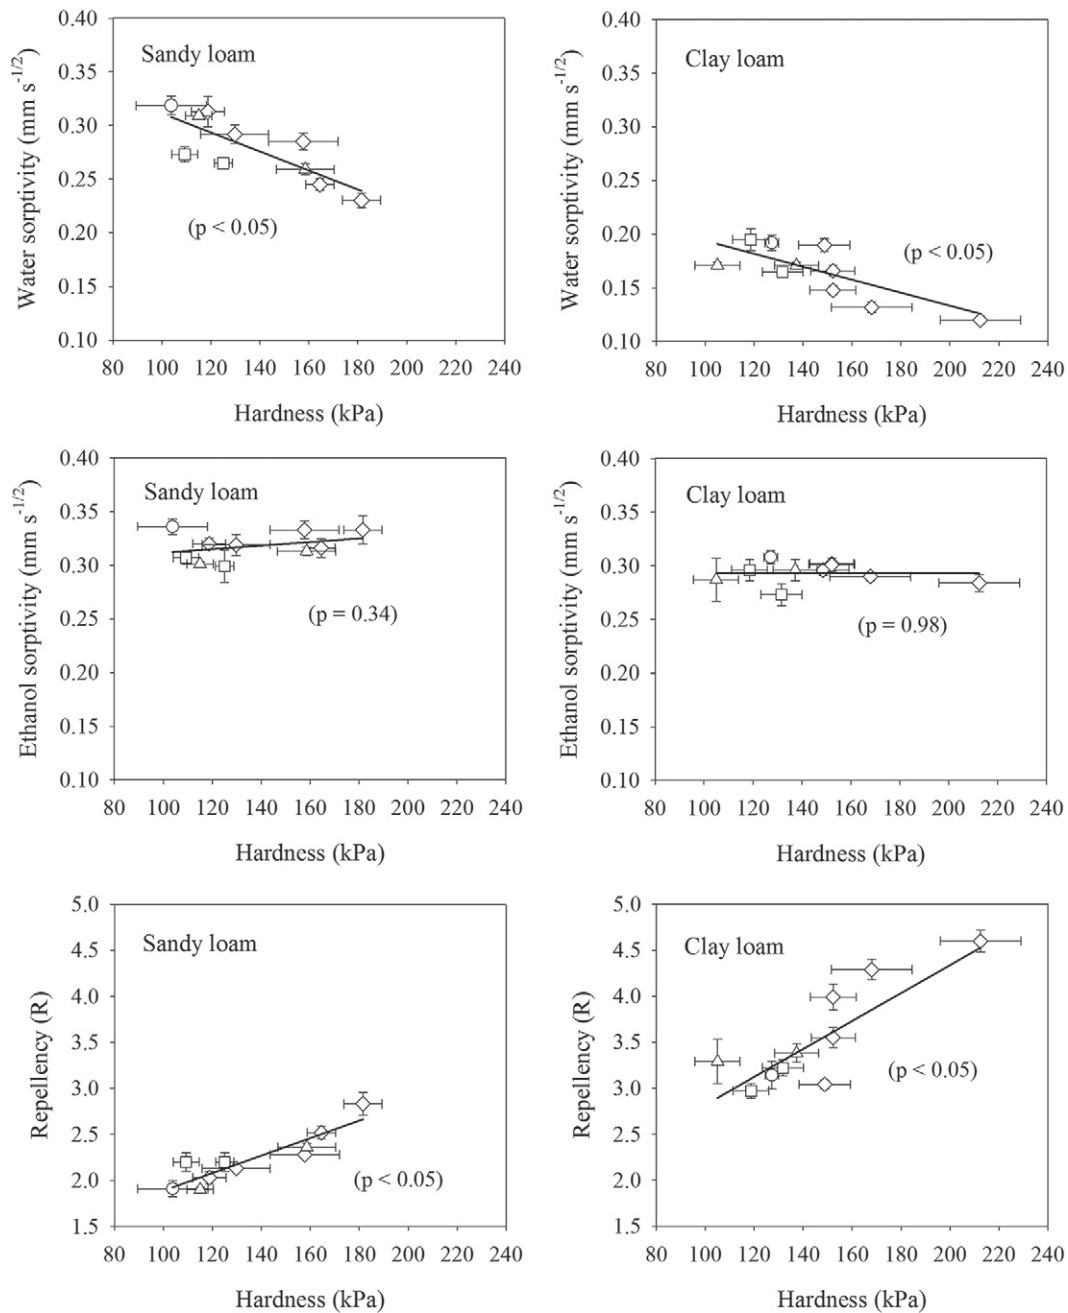 Water sorptivity (mm s-1/2)
0.40
0.35
0.30
0.25
0.20
0.15
0.10
Sandy loam
(p < 0.05)
80 100 120 140 160 180 200 220 240
Hardness (kPa)
Water sorptivity (mm s-1/2)
0.40
0.35
0.30
0.25
0.20
0.15
0.10
Clay loam
(p < 0.05)
80 100 120 140 160 180 200 220 240
Hardness (kPa)
Ethanol sorptivity (mm s-1/2)
0.40
0.35
0.30
0.25
0.20
0.15
0.10
Sandy loam
(p = 0.34)
80 100 120 140 160 180 200 220 240
Hardness (kPa)
Ethanol sorptivity (mm s-1/2)
0.40
0.35
0.30
0.25
0.20
0.15
0.10
Clay loam
(p = 0.98)
80 100 120 140 160 180 200 220 240
Hardness (kPa)
Repellency (R)
5.0
4.5
4.0
3.5
3.0
2.5
2.0
1.5
Sandy loam
(p < 0.05)
80 100 120 140 160 180 200 220 240
Hardness (kPa)
Repellency (R)
5.0
4.5
4.0
3.5
3.0
2.5
2.0
1.5
Clay loam
(p < 0.05)
80 100 120 140 160 180 200 220 240
Hardness (kPa)